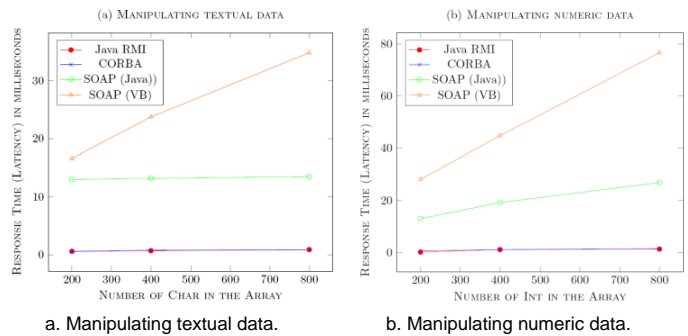 (a) Manipulating textual data
Response Time (Latency) in milliseconds
30
20
10
0
Java RMI
CORBA
SOAP (Java))
SOAP (VB)
200 300 400 500 600 700 800
Number of Char in the Array
a. Manipulating textual data.
(b) Manipulating numeric data
Response Time (Latency) in milliseconds
80
60
40
20
0
Java RMI
CORBA
SOAP (Java))
SOAP (VB)
200 300 400 500 600 700 800
Number of Int in the Array
b. Manipulating numeric data.